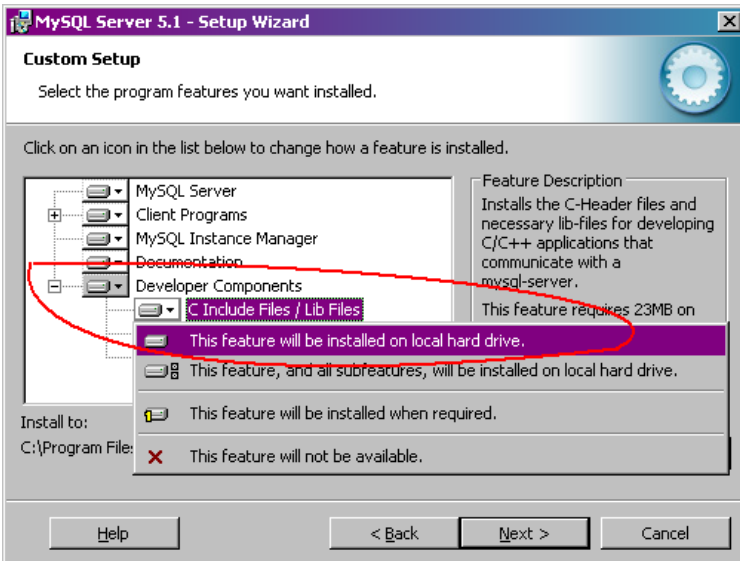 MySQL Server 5.1 - Setup Wizard
Custom Setup
Select the program features you want installed.
Click on an icon in the list below to change how a feature is installed.
MySQL Server
Client Programs
MySQL Instance Manager
Documentation
Developer Components
C Include Files / Lib Files
Feature Description
Installs the C-Header files and
necessary lib-files for developing
C/C++ applications that
communicate with a
mysql-server.
This feature requires 23MB on
This feature will be installed on local hard drive.
This feature, and all subfeatures, will be installed on local hard drive.
This feature will be installed when required.
This feature will not be available.
Install to:
C:\Program Files
Help
< Back
Next >
Cancel